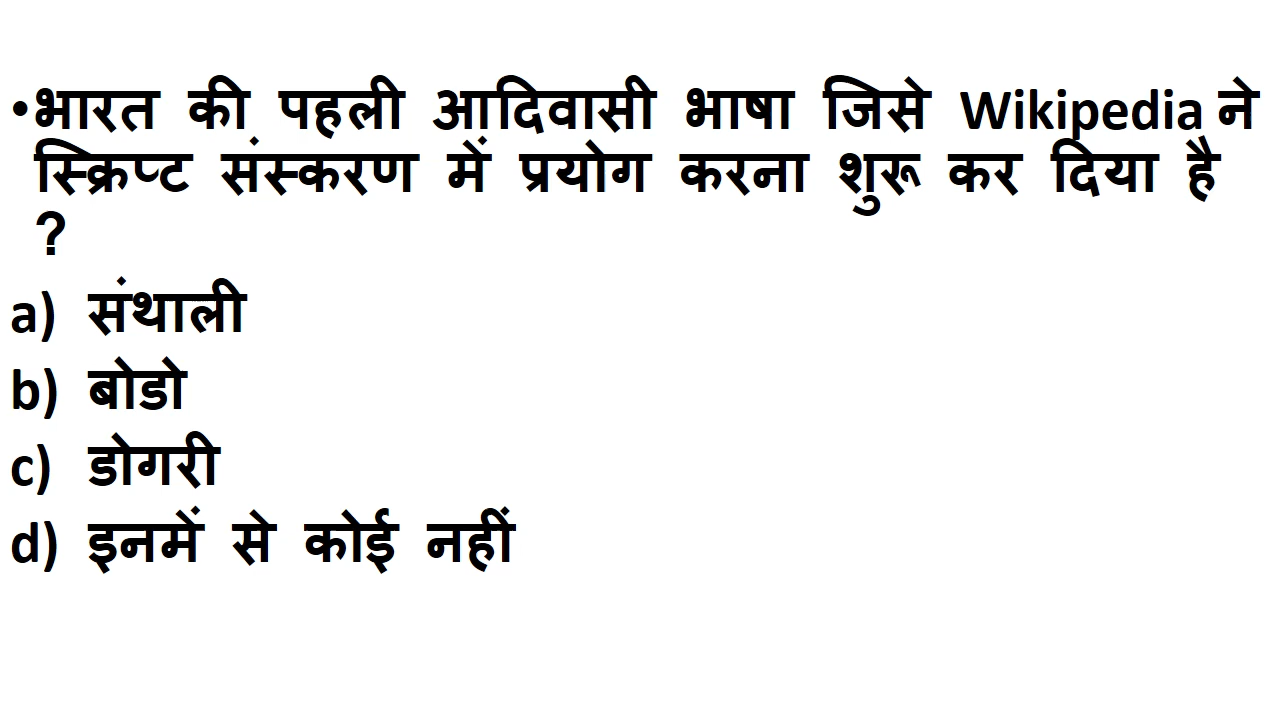 •भारत की पहली आदिवासी भाषा जिसे Wikipedia ने
स्क्रिप्ट संस्करण में प्रयोग करना शुरू कर दिया है
?
a) संथाली
b) बोडो
c) डोगरी
d) इनमें से कोई नहीं